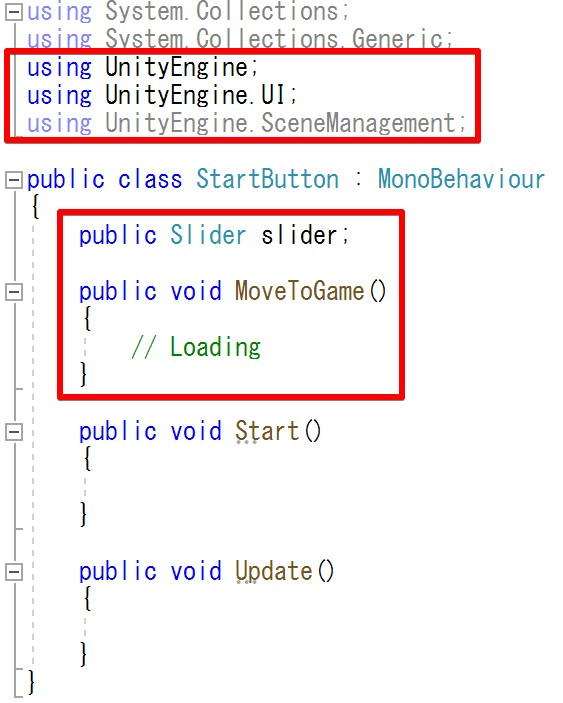 using System.Collections;
using System.Collections.Generic;
using UnityEngine;
using UnityEngine.UI;
using UnityEngine.SceneManagement;
public class StartButton : MonoBehaviour
{
public Slider slider;
public void MoveToGame()
{
// Loading
}
public void Start()
{
}
public void Update()
{
}
}